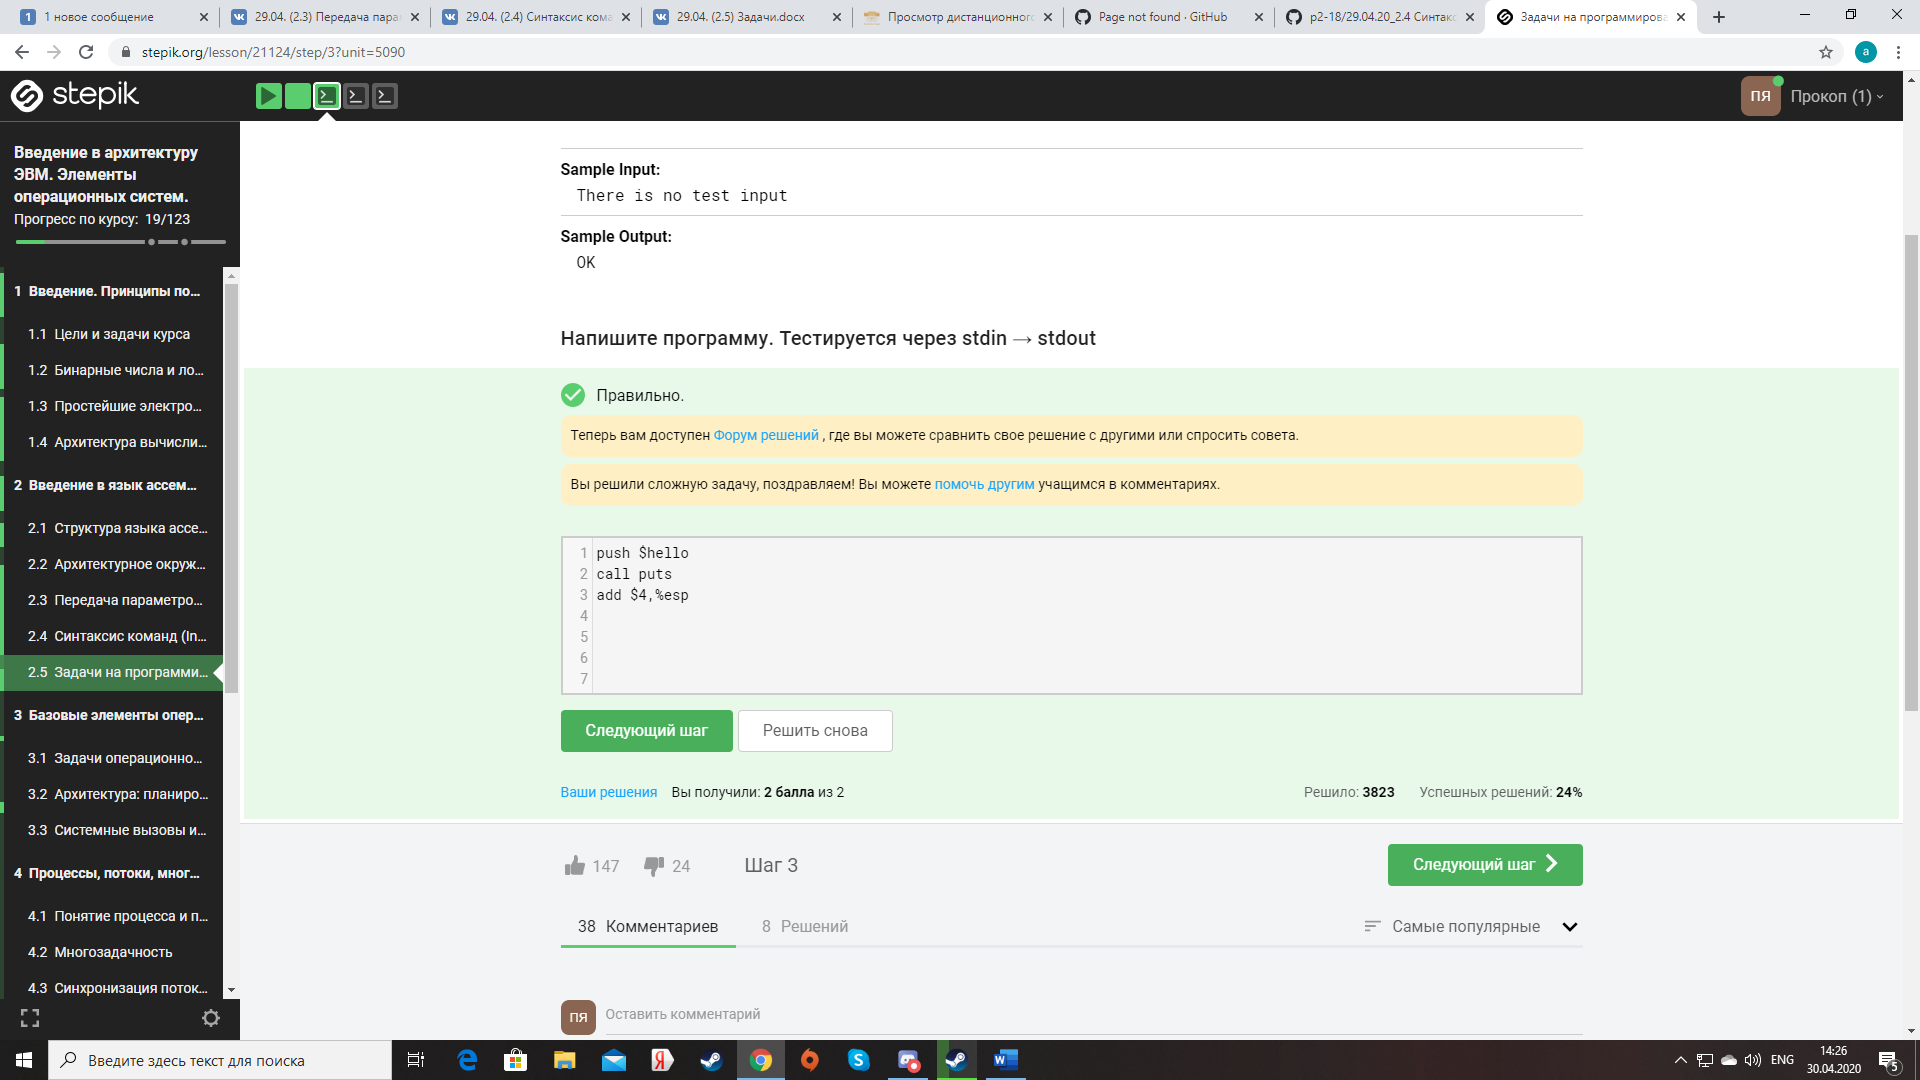 1 новое сообщение
29.04. (2.3) Передача пара
29.04. (2.4) Синтаксис кома
29.04. (2.5) Задачи.docx
Просмотр дистанционног
Page not found · GitHub
p2-18/29.04.20_2.4 Синтак
Задачи на программирова
stepik.org/lesson/21124/step/3?unit=5090
a
stepik
ПЯ
Прокоп (1)
Введение в архитектуру
ЭВМ. Элементы
операционных систем.
Прогресс по курсу: 19/123
1 Введение. Принципы по...
1.1 Цели и задачи курса
1.2 Бинарные числа и ло...
1.3 Простейшие электро...
1.4 Архитектура вычисли...
2 Введение в язык ассем...
2.1 Структура языка ассе...
2.2 Архитектурное окруж...
2.3 Передача параметро...
2.4 Синтаксис команд (In...
2.5 Задачи на программи...
3 Базовые элементы опер...
3.1 Задачи операционно...
3.2 Архитектура: планиро...
3.3 Системные вызовы и...
4 Процессы, потоки, мног...
4.1 Понятие процесса и п...
4.2 Многозадачность
4.3 Синхронизация поток...
Sample Input:
There is no test input
Sample Output:
OK
Напишите программу. Тестируется через stdin → stdout
Правильно.
Теперь вам доступен Форум решений , где вы можете сравнить свое решение с другими или спросить совета.
Вы решили сложную задачу, поздравляем! Вы можете помочь другим учащимся в комментариях.
1 push $hello
2 call puts
3 add $4,%esp
4
5
6
7
Следующий шаг
Решить снова
Ваши решения Вы получили: 2 балла из 2
Решило: 3823 Успешных решений: 24%
147
24
Шаг 3
Следующий шаг
38 Комментариев
8 Решений
Самые популярные
ПЯ
Оставить комментарий
Введите здесь текст для поиска
ENG
14:26
30.04.2020
5